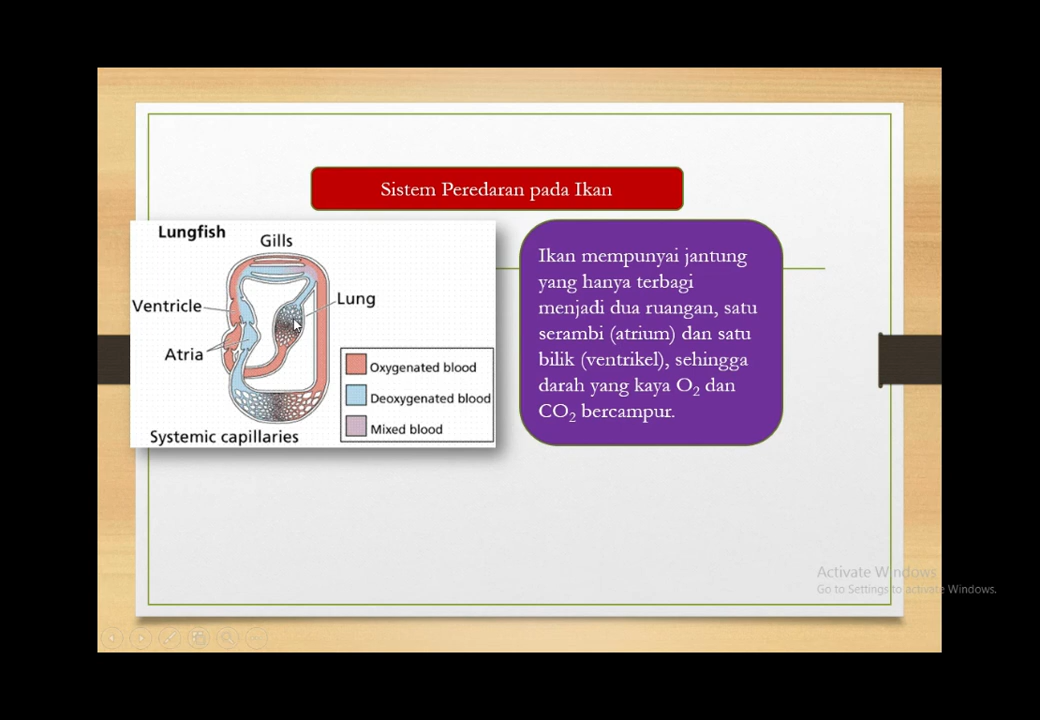 Sistem Peredaran pada Ikan
Lungfish
Gills
Ventricle
Lung
Atria
Oxygenated blood
Deoxygenated blood
Mixed blood
Systemic capillaries
Ikan mempunyai jantung
yang hanya terbagi
menjadi dua ruangan, satu
serambi (atrium) dan satu
bilik (ventrikel), sehingga
darah yang kaya O₂ dan
CO₂ bercampur.
Activate Windows
Go to Settings to activate Windows.